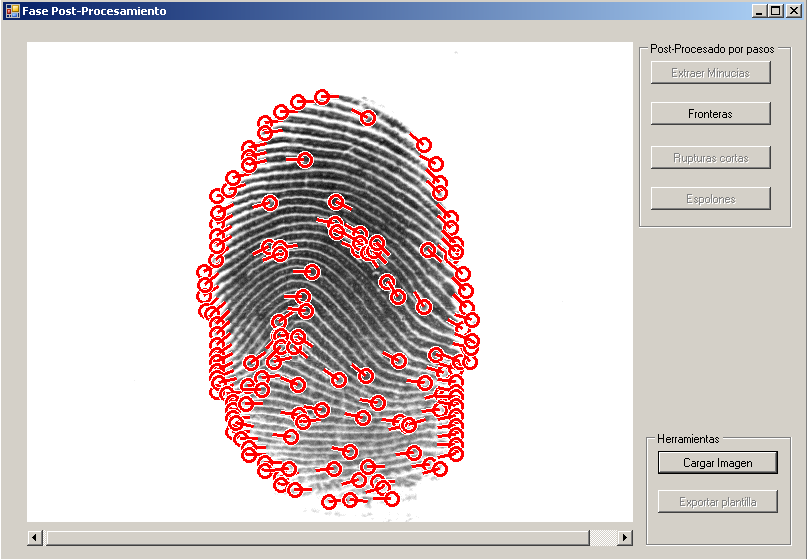 Fase Post-Procesamiento
Post-Procesado por pasos
Extraer Minucias
Fronteras
Rupturas cortas
Espolones
Herramientas
Cargar Imagen
Exportar plantilla